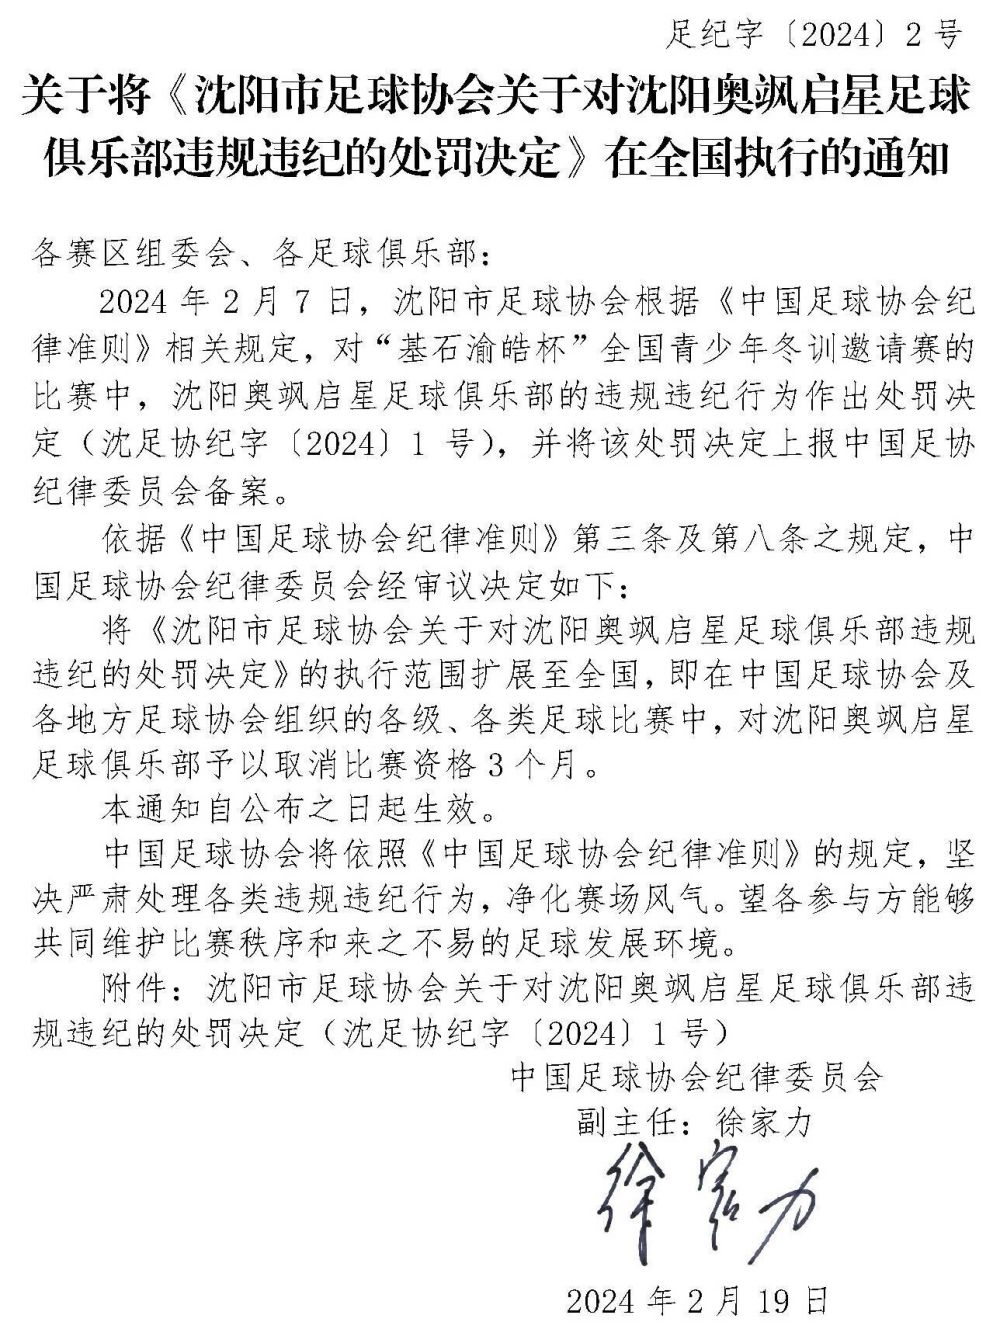 足纪字〔2024〕2号
关于将《沈阳市足球协会关于对沈阳奥飒启星足球
俱乐部违规违纪的处罚决定》在全国执行的通知
各赛区组委会、各足球俱乐部：
2024年2月7日，沈阳市足球协会根据《中国足球协会纪
律准则》相关规定，对“基石渝皓杯”全国青少年冬训邀请赛的
比赛中，沈阳奥飒启星足球俱乐部的违规违纪行为作出处罚决
定（沈足协纪字〔2024〕1号），并将该处罚决定上报中国足协
纪律委员会备案。
依据《中国足球协会纪律准则》第三条及第八条之规定，中
国足球协会纪律委员会经审议决定如下：
将《沈阳市足球协会关于对沈阳奥飒启星足球俱乐部违规
违纪的处罚决定》的执行范围扩展至全国，即在中国足球协会及
各地方足球协会组织的各级、各类足球比赛中，对沈阳奥飒启星
足球俱乐部予以取消比赛资格3个月。
本通知自公布之日起生效。
中国足球协会将依照《中国足球协会纪律准则》的规定，坚
决严肃处理各类违规违纪行为，净化赛场风气。望各参与方能够
共同维护比赛秩序和来之不易的足球发展环境。
附件：沈阳市足球协会关于对沈阳奥飒启星足球俱乐部违
规违纪的处罚决定（沈足协纪字〔2024〕1号）
中国足球协会纪律委员会
副主任：徐家力
徐家力
2024年2月19日